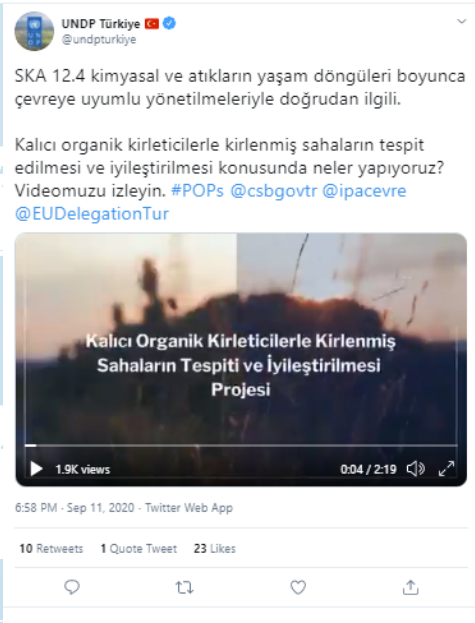 UNDP Türkiye
@undpturkiye
SKA 12.4 kimyasal ve atıkların yaşam döngüleri boyunca
çevreye uyumlu yönetilmeleriyle doğrudan ilgili.
Kalıcı organik kirleticilerle kirlenmiş sahaların tespit
edilmesi ve iyileştirilmesi konusunda neler yapıyoruz?
Videomuzu izleyin. #POPs @csbgovtr @ipacevre
@EUDelegationTur
Kalıcı Organik Kirleticilerle Kirlenmiş
Sahaların Tespiti ve İyileştirilmesi
Projesi
1.9K views 0:04 / 2:19
6:58 PM · Sep 11, 2020 · Twitter Web App
10 Retweets 1 Quote Tweet 23 Likes